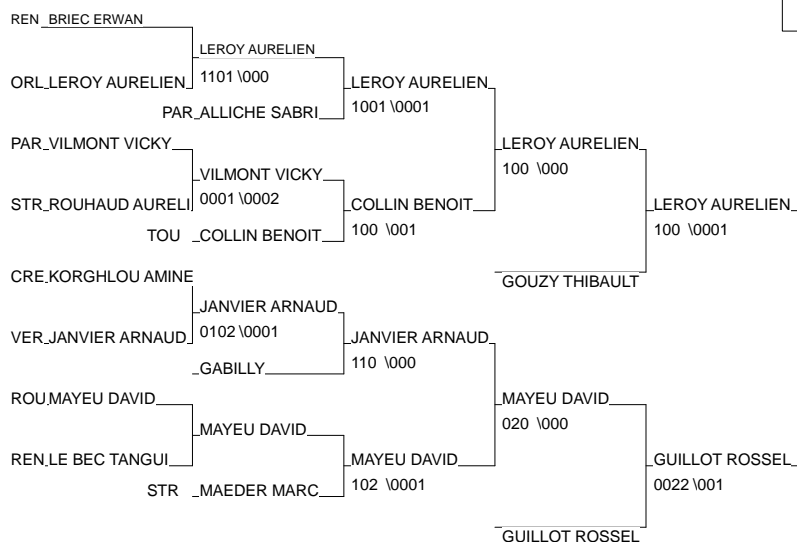 REN BRIEC ERWAN
LEROY AURELIEN
ORL LEROY AURELIEN 1101 \000 LEROY AURELIEN
PAR ALLICHE SABRI 1001 \0001
PAR VILMONT VICKY LEROY AURELIEN
VILMONT VICKY 100 \000
STR ROUHAUD AURELI 0001 \0002 COLLIN BENOIT LEROY AURELIEN
TOU COLLIN BENOIT 100 \001 100 \0001
CRE KORGHLOU AMINE GOUZY THIBAULT
JANVIER ARNAUD
VER JANVIER ARNAUD 0102 \0001 JANVIER ARNAUD
GABILLY 110 \000
ROU MAYEU DAVID MAYEU DAVID
MAYEU DAVID 020 \000
REN LE BEC TANGUI MAYEU DAVID GUILLOT ROSSEL
STR MAEDER MARC 102 \0001 0022 \001
GUILLOT ROSSEL